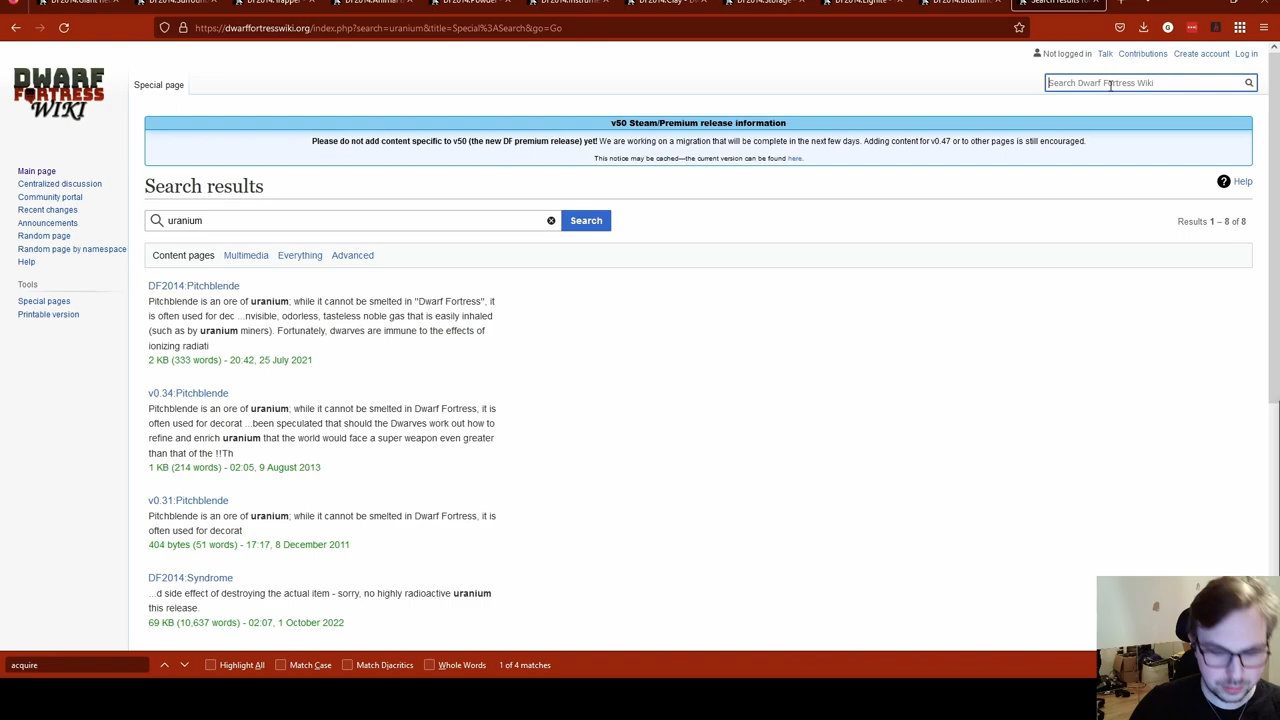 https://dwarffortresswiki.org/index.php?search=uranium&title=Special%3ASearch&go=Go
Not logged in Talk Contributions Create account Log in
DWARF
FORTRESS
WIKI
Special page
Search Dwarf Fortress Wiki
v50 Steam/Premium release information
Please do not add content specific to v50 (the new DF premium release) yet! We are working on a migration that will be complete in the next few days. Adding content for v0.47 or to other pages is still encouraged.
This notice may be cached—the current version can be found here.
Main page
Centralized discussion
Community portal
Recent changes
Announcements
Random page
Random page by namespace
Help
Tools
Special pages
Printable version
Search results
Help
uranium
Search
Results 1 – 8 of 8
Content pages Multimedia Everything Advanced
DF2014:Pitchblende
Pitchblende is an ore of uranium; while it cannot be smelted in "Dwarf Fortress", it
is often used for dec ...nvisible, odorless, tasteless noble gas that is easily inhaled
(such as by uranium miners). Fortunately, dwarves are immune to the effects of
ionizing radiati
2 KB (333 words) - 20:42, 25 July 2021
v0.34:Pitchblende
Pitchblende is an ore of uranium; while it cannot be smelted in Dwarf Fortress, it is
often used for decorat ...been speculated that should the Dwarves work out how to
refine and enrich uranium that the world would face a super weapon even greater
than that of the !!Th
1 KB (214 words) - 02:05, 9 August 2013
v0.31:Pitchblende
Pitchblende is an ore of uranium; while it cannot be smelted in Dwarf Fortress, it is
often used for decorat
404 bytes (51 words) - 17:17, 8 December 2011
DF2014:Syndrome
...d side effect of destroying the actual item - sorry, no highly radioactive uranium
this release.
69 KB (10,637 words) - 02:07, 1 October 2022
acquire
Highlight All Match Case Match Diacritics Whole Words 1 of 4 matches